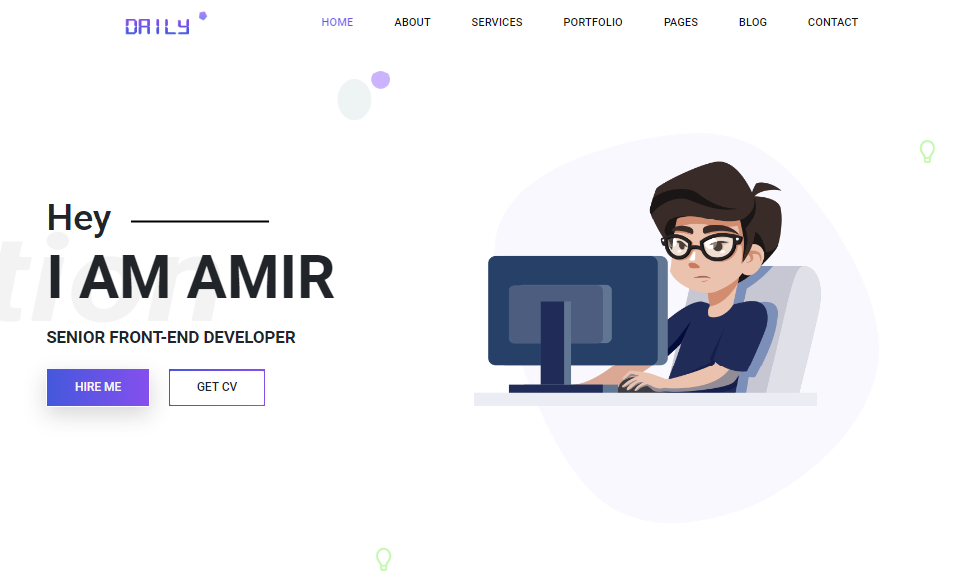 DAILY
HOME ABOUT SERVICES PORTFOLIO PAGES BLOG CONTACT
Hey
I AM AMIR
tion
SENIOR FRONT-END DEVELOPER
HIRE ME GET CV